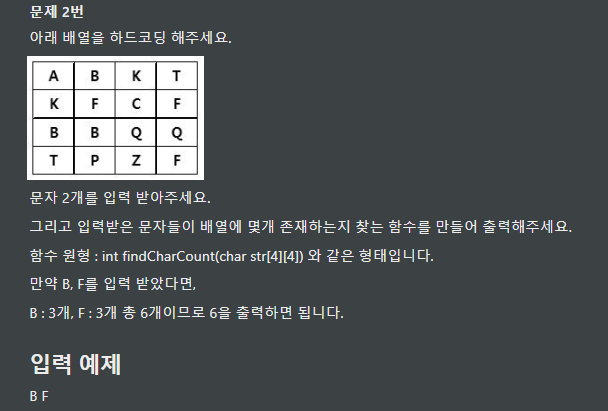 문제 2번
아래 배열을 하드코딩 해주세요.
A B K T
K F C F
B B Q Q
T P Z F
문자 2개를 입력 받아주세요.
그리고 입력받은 문자들이 배열에 몇개 존재하는지 찾는 함수를 만들어 출력해주세요.
함수 원형 : int findCharCount(char str[4][4]) 와 같은 형태입니다.
만약 B, F를 입력 받았다면,
B : 3개, F : 3개 총 6개이므로 6을 출력하면 됩니다.
입력 예제
B F